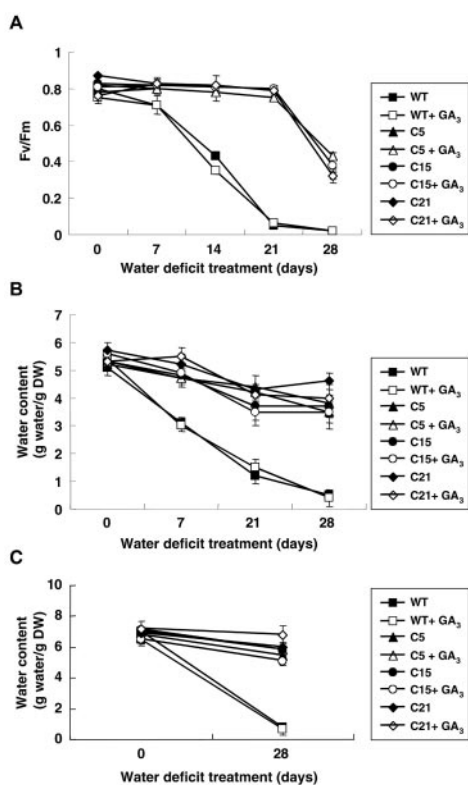 A
1
0.8
0.6
0.4
0.2
0
Fv/Fm
0 7 14 21 28
Water deficit treatment (days)
WT
WT+ GA3
C5
C5 + GA3
C15
C15+ GA3
C21
C21+ GA3
B
7
6
5
4
3
2
1
0
Water content
(g water/g DW)
0 7 21 28
Water deficit treatment (days)
WT
WT+ GA3
C5
C5 + GA3
C15
C15+ GA3
C21
C21+ GA3
C
10
8
6
4
2
0
Water content
(g water/g DW)
0 28
Water deficit treatment (days)
WT
WT+ GA3
C5
C5 + GA3
C15
C15+ GA3
C21
C21+ GA3